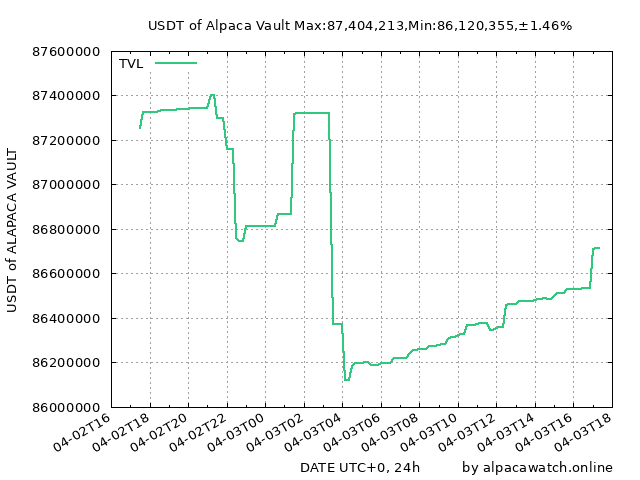 USDT of Alpaca Vault Max:87,404,213,Min:86,120,355,±1.46%
TVL
87600000
87400000
87200000
87000000
86800000
86600000
86400000
86200000
86000000
USDT of ALAPACA VAULT
04-02T16
04-02T18
04-02T20
04-02T22
04-03T00
04-03T02
04-03T04
04-03T06
04-03T08
04-03T10
04-03T12
04-03T14
04-03T16
04-03T18
DATE UTC+0, 24h
by alpacawatch.online